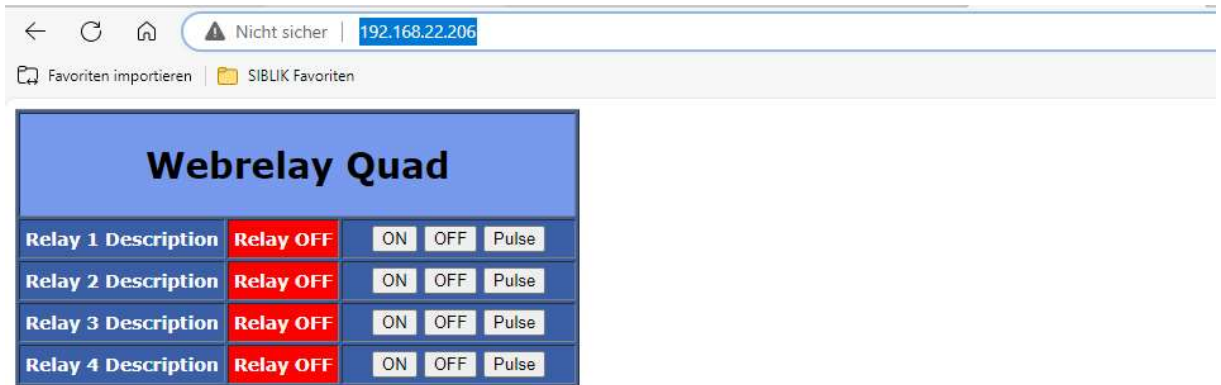 Nicht sicher 192.168.22.206
Favoriten importieren SIBLIK Favoriten
Webrelay Quad
Relay 1 Description Relay OFF ON OFF Pulse
Relay 2 Description Relay OFF ON OFF Pulse
Relay 3 Description Relay OFF ON OFF Pulse
Relay 4 Description Relay OFF ON OFF Pulse